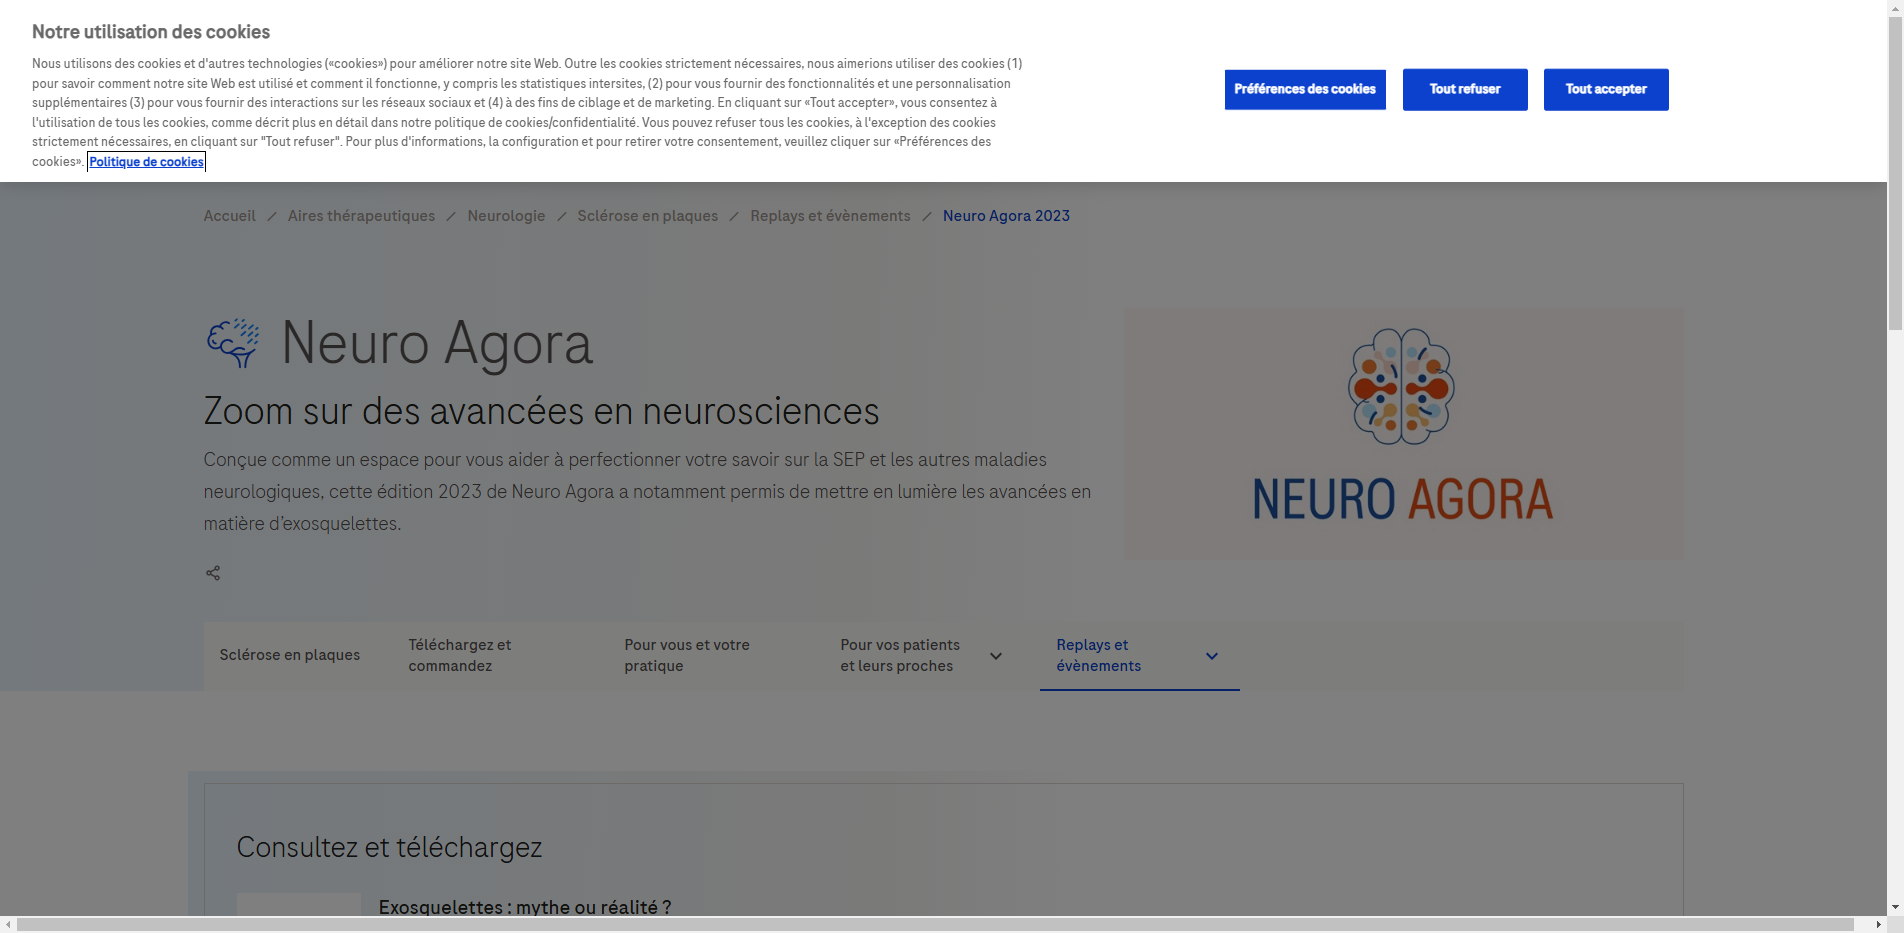 Notre utilisation des cookies
Nous utilisons des cookies et d'autres technologies («cookies») pour améliorer notre site Web. Outre les cookies strictement nécessaires, nous aimerions utiliser des cookies (1)
pour savoir comment notre site Web est utilisé et comment il fonctionne, y compris les statistiques intersites, (2) pour vous fournir des fonctionnalités et une personnalisation
supplémentaires (3) pour vous fournir des interactions sur les réseaux sociaux et (4) à des fins de ciblage et de marketing. En cliquant sur «Tout accepter», vous consentez à
l'utilisation de tous les cookies, comme décrit plus en détail dans notre politique de cookies/confidentialité. Vous pouvez refuser tous les cookies, à l'exception des cookies
strictement nécessaires, en cliquant sur "Tout refuser". Pour plus d'informations, la configuration et pour retirer votre consentement, veuillez cliquer sur «Préférences des
cookies». Politique de cookies
Préférences des cookies
Tout refuser
Tout accepter
Accueil / Aires thérapeutiques / Neurologie / Sclérose en plaques / Replays et évènements / Neuro Agora 2023
Neuro Agora
Zoom sur des avancées en neurosciences
Conçue comme un espace pour vous aider à perfectionner votre savoir sur la SEP et les autres maladies
neurologiques, cette édition 2023 de Neuro Agora a notamment permis de mettre en lumière les avancées en
matière d'exosquelettes.
NEURO AGORA
Sclérose en plaques
Téléchargez et
commandez
Pour vous et votre
pratique
Pour vos patients
et leurs proches
Replays et
évènements
Consultez et téléchargez
Exosquelettes : mythe ou réalité ?